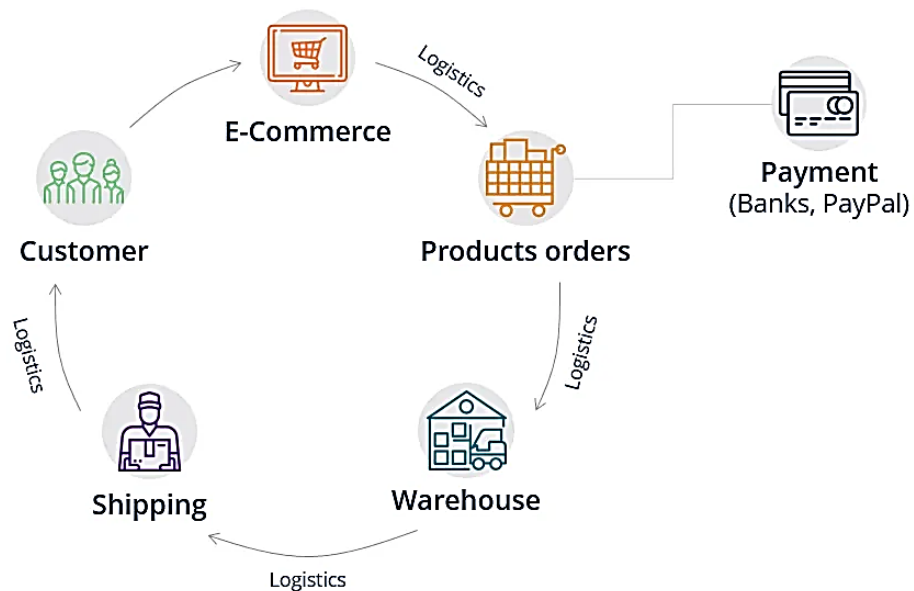 Logistics
E-Commerce
Payment
(Banks, PayPal)
Customer
Products orders
Logistics
Logistics
Shipping
Warehouse
Logistics